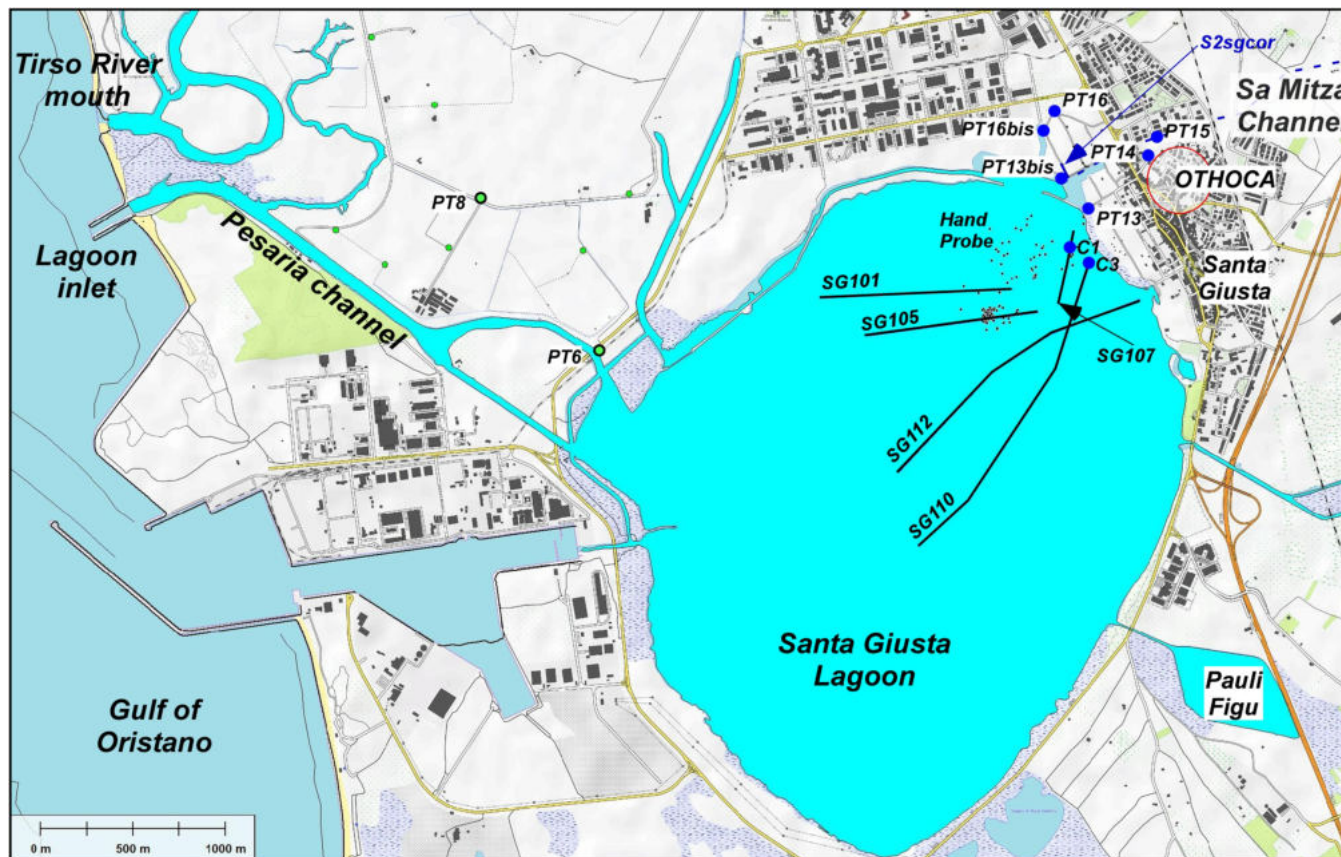 Tirso River
mouth
S2sgcor
Sa Mitza
Channe
PT16
PT16bis
PT15
PT14
PT13bis
OTHOCA
PT8
PT13
Hand
Probe
Pesaria channel
Lagoon
inlet
C1
C3
Santa
Giusta
SG101
SG105
PT6
SG107
SG112
SG110
Santa Giusta
Lagoon
Pauli
Figu
Gulf of
Oristano
0 m 500 m 1000 m